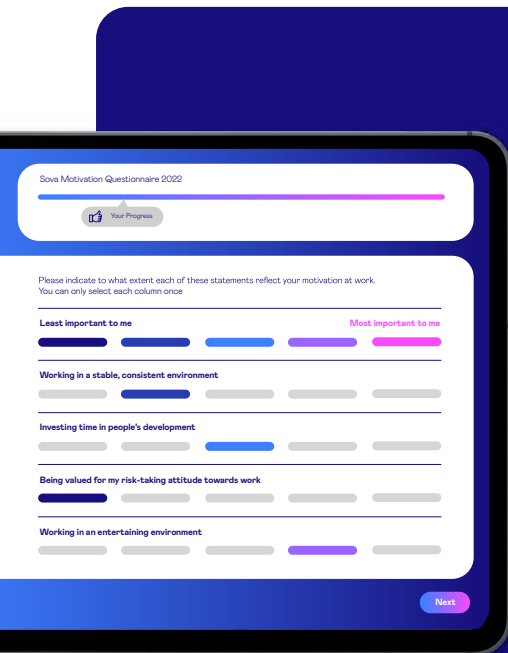 Sova Motivation Questionnaire 2022
Your Progress
Please indicate to what extent each of these statements reflect your motivation at work.
You can only select each column once
Least important to me Most important to me
Working in a stable, consistent environment
Investing time in people's development
Being valued for my risk-taking attitude towards work
Working in an entertaining environment
Next